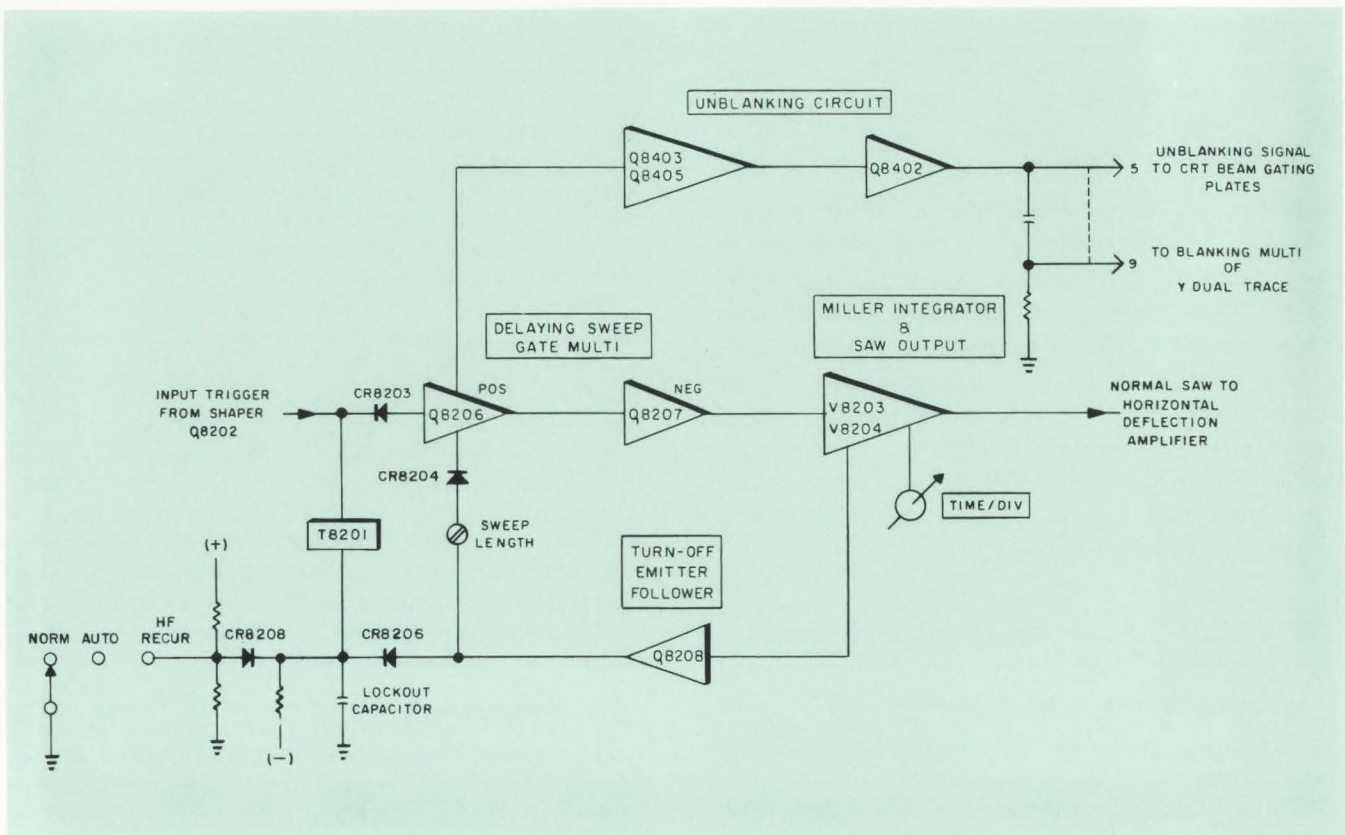 UNBLANKING CIRCUIT
Q8403
Q8405
Q8402
5
UNBLANKING SIGNAL
TO CRT BEAM GATING
PLATES
9
TO BLANKING MULTI
OF
Y DUAL TRACE
DELAYING SWEEP
GATE MULTI
MILLER INTEGRATOR
&
SAW OUTPUT
INPUT TRIGGER
FROM SHAPER
Q8202
CR8203
POS
Q8206
NEG
Q8207
V8203
V8204
NORMAL SAW TO
HORIZONTAL
DEFLECTION
AMPLIFIER
CR8204
TIME/DIV
T8201
SWEEP
LENGTH
TURN-OFF
EMITTER
FOLLOWER
(+)
NORM
AUTO
HF
RECUR
CR8208
CR8206
Q8208
LOCKOUT
CAPACITOR
(—)